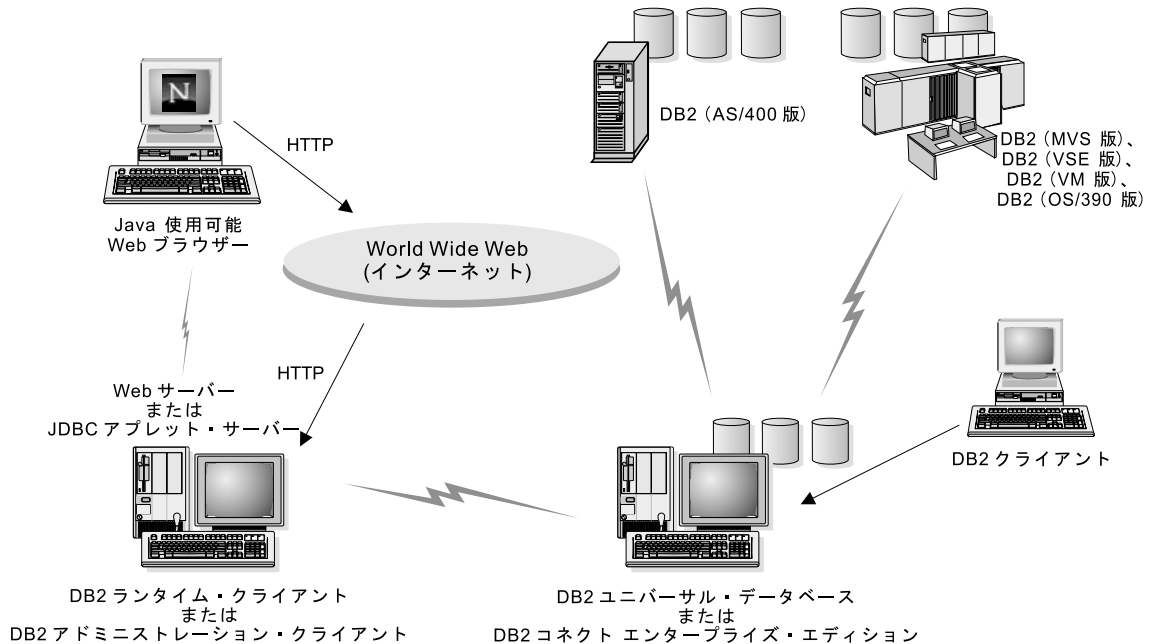 N
HTTP
Java 使用可能
Web ブラウザー
DB2 (AS/400 版)
DB2 (MVS 版)、
DB2 (VSE 版)、
DB2 (VM 版)、
DB2 (OS/390 版)
World Wide Web
(インターネット)
HTTP
Web サーバー
または
JDBC アプレット・サーバー
DB2 クライアント
DB2 ランタイム・クライアント
または
DB2 アドミニストレーション・クライアント
DB2 ユニバーサル・データベース
または
DB2 コネクト エンタープライズ・エディション